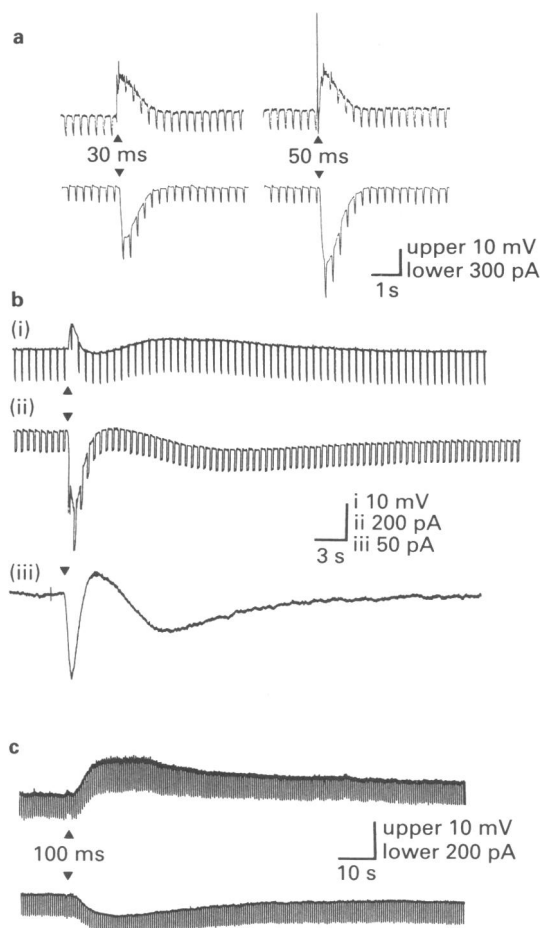 a
30 ms
50 ms
upper 10 mV
lower 300 pA
1s
b
(i)
(ii)
i 10 mV
ii 200 pA
iii 50 pA
3 s
(iii)
c
100 ms
upper 10 mV
lower 200 pA
10 s